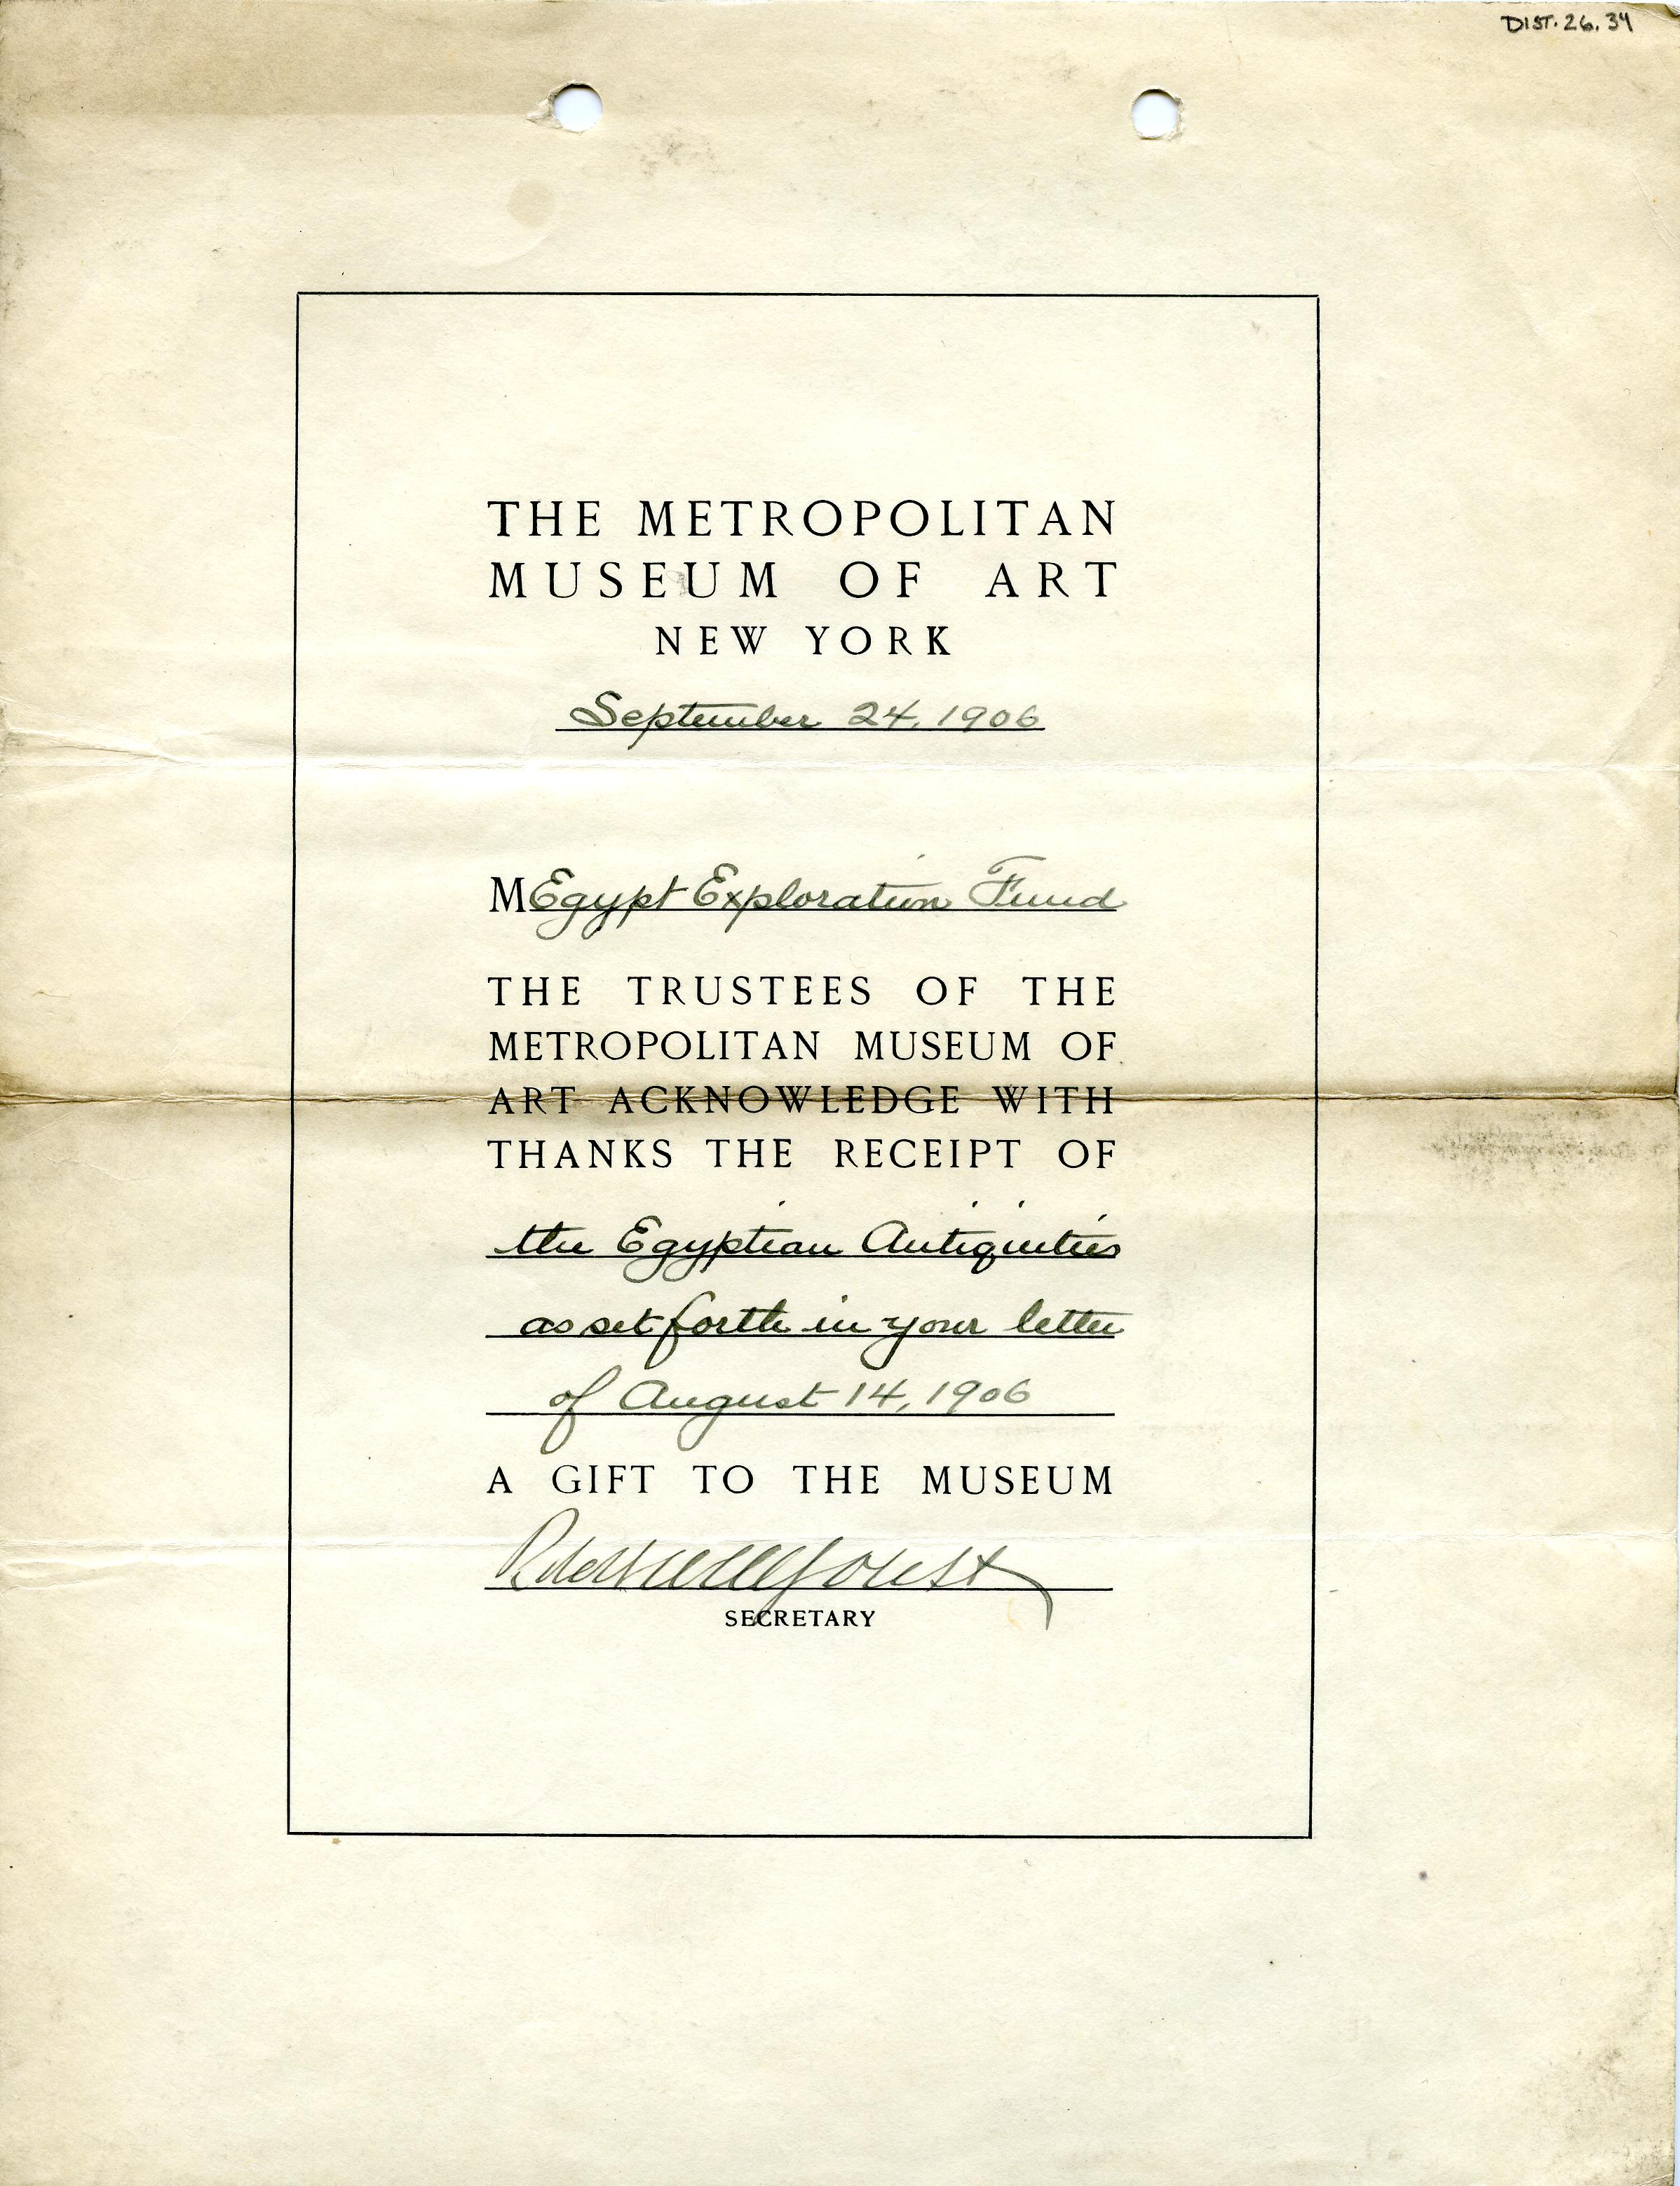 DIST. 26. 34
THE METROPOLITAN
MUSEUM OF ART
NEW YORK
September 24, 1906
M Egypt Exploration Fund
THE TRUSTEES OF THE
METROPOLITAN MUSEUM OF
ART ACKNOWLEDGE WITH
THANKS THE RECEIPT OF
the Egyptian Antiquities
as set forth in your letter
of August 14, 1906
A GIFT TO THE MUSEUM
SECRETARY